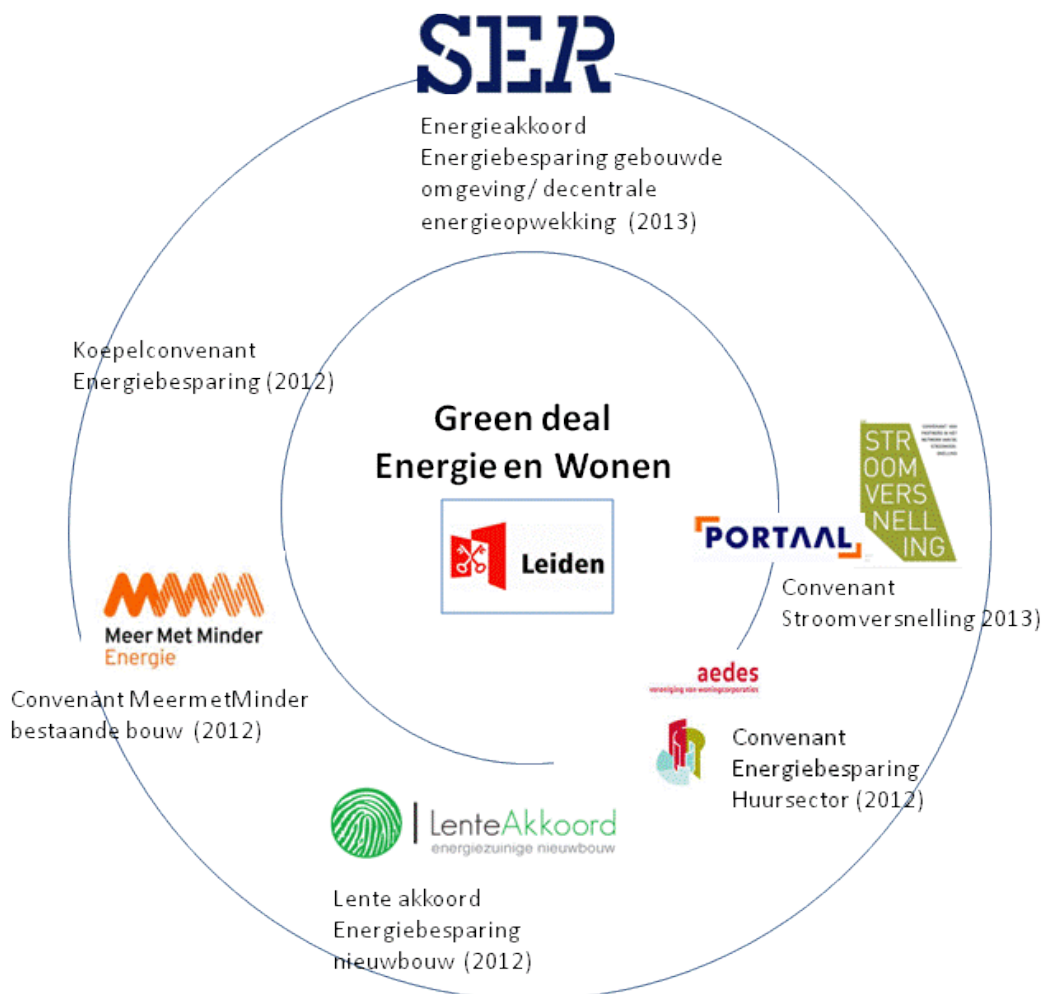 SER
Energieakkoord
Energiebesparing gebouwde
omgeving/ decentrale
energieopwekking (2013)
Koepelconvenant
Energiebesparing (2012)
Green deal
Energie en Wonen
Leiden
STR
OOM
VERS
NELL
ING
PORTAAL
Convenant
Stroomversnelling 2013)
Meer Met Minder
Energie
Convenant MeermetMinder
bestaande bouw (2012)
aedes
vereniging van woningcorporaties
Convenant
Energiebesparing
Huursector (2012)
LenteAkkoord
energiezuinige nieuwbouw
Lente akkoord
Energiebesparing
nieuwbouw (2012)